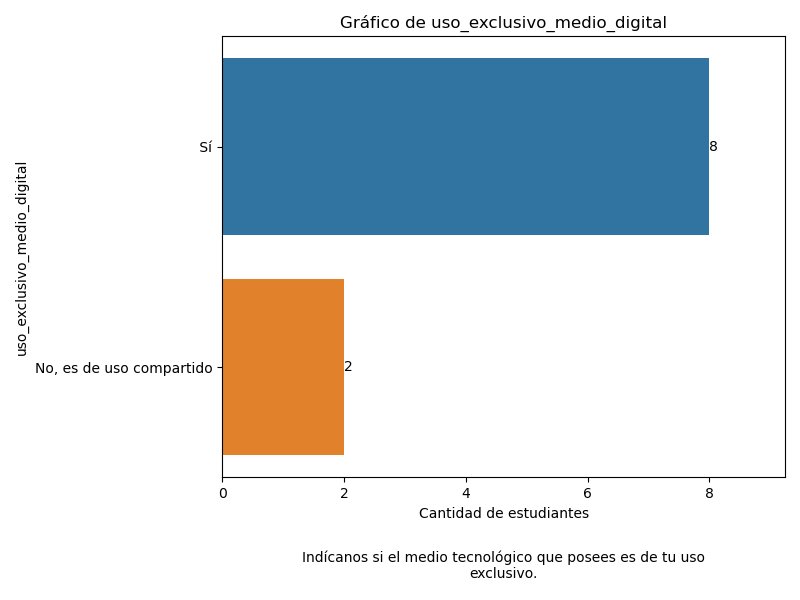 Gráfico de uso_exclusivo_medio_digital
uso_exclusivo_medio_digital
Sí
8
No, es de uso compartido
2
0 2 4 6 8
Cantidad de estudiantes
Indícanos si el medio tecnológico que posees es de tu uso
exclusivo.